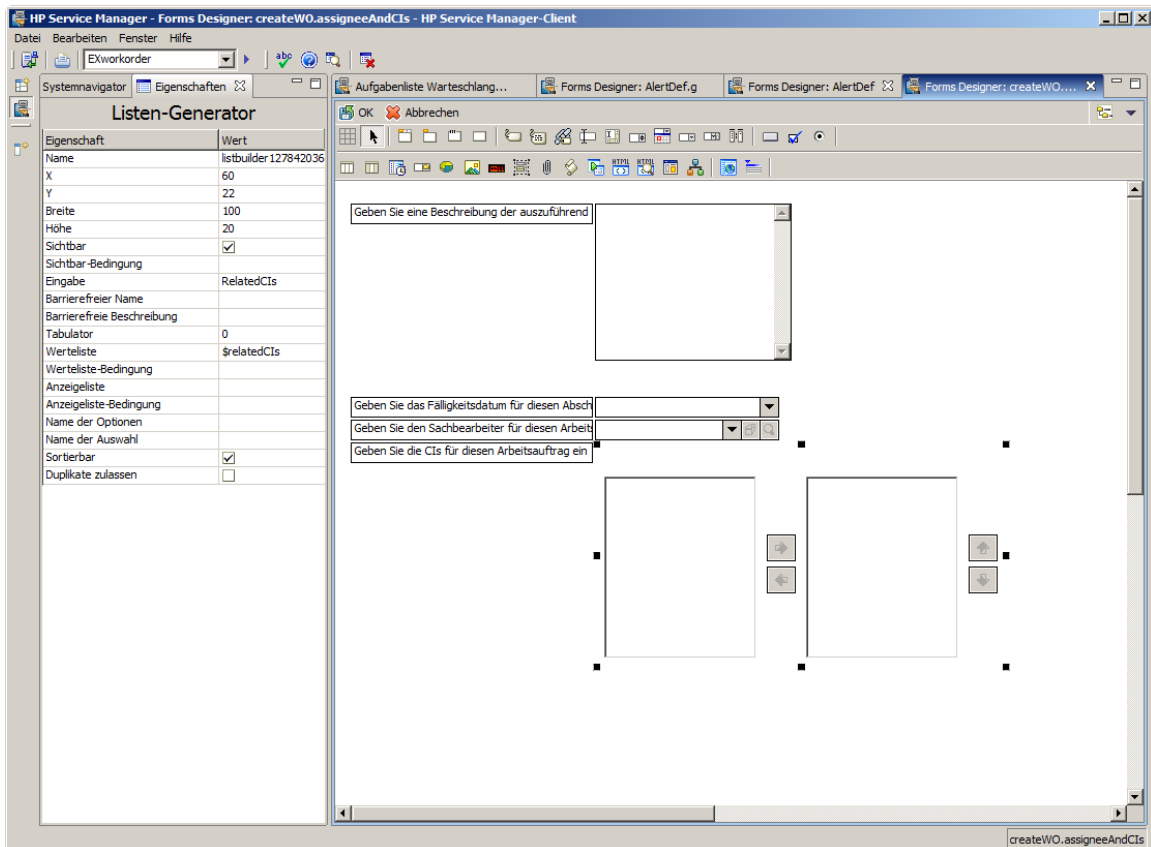 HP Service Manager - Forms Designer: createWO.assigneeAndCIs - HP Service Manager-Client
Datei Bearbeiten Fenster Hilfe
EXworkorder
abc
Systemnavigator Eigenschaften
Aufgabenliste Warteschlang... Forms Designer: AlertDef.g Forms Designer: AlertDef Forms Designer: createWO....
Listen-Generator
OK Abbrechen
Eigenschaft Wert
Name listbuilder127842036
X 60
Y 22
Breite 100
Höhe 20
Sichtbar
Sichtbar-Bedingung
Eingabe RelatedCIs
Barrierefreier Name
Barrierefreie Beschreibung
Tabulator 0
Werteliste $relatedCIs
Werteliste-Bedingung
Anzeigeliste
Anzeigeliste-Bedingung
Name der Optionen
Name der Auswahl
Sortierbar
Duplikate zulassen
HTML HTML
Geben Sie eine Beschreibung der auszuführend
Geben Sie das Fälligkeitsdatum für diesen Absch
Geben Sie den Sachbearbeiter für diesen Arbeits
Geben Sie die CIs für diesen Arbeitsauftrag ein
createWO.assigneeAndCIs